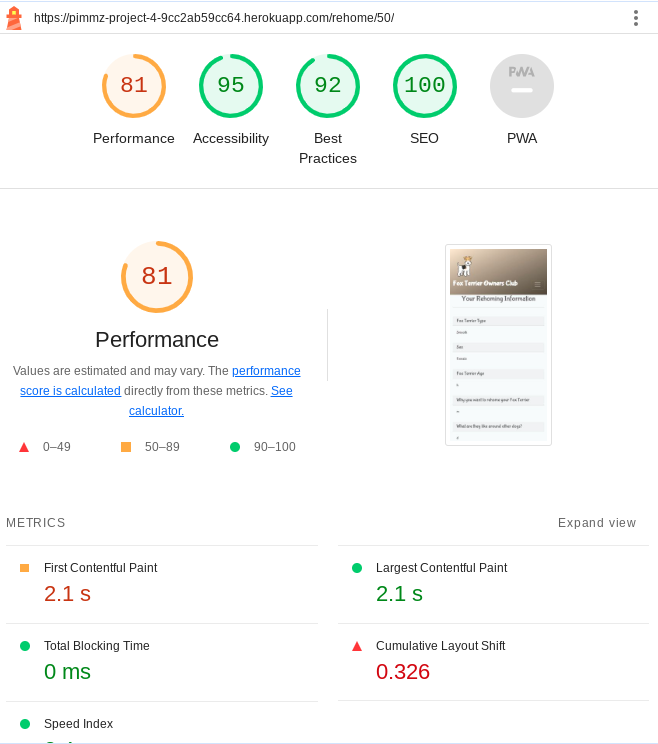 https://pimmz-project-4-9cc2ab59cc64.herokuapp.com/rehome/50/
81
95
92
100
PWA
Performance
Accessibility
Best
Practices
SEO
PWA
81
Performance
Values are estimated and may vary. The performance
score is calculated directly from these metrics. See
calculator.
0–49
50–89
90–100
Fox Terrier Owners Club
Your Rehoming Information
Fox Terrier Type
Smooth
Sex
Female
Fox Terrier Age
Why you want to rehome your Fox Terrier
What are they like around other dogs?
METRICS
Expand view
First Contentful Paint
2.1 s
Largest Contentful Paint
2.1 s
Total Blocking Time
0 ms
Cumulative Layout Shift
0.326
Speed Index